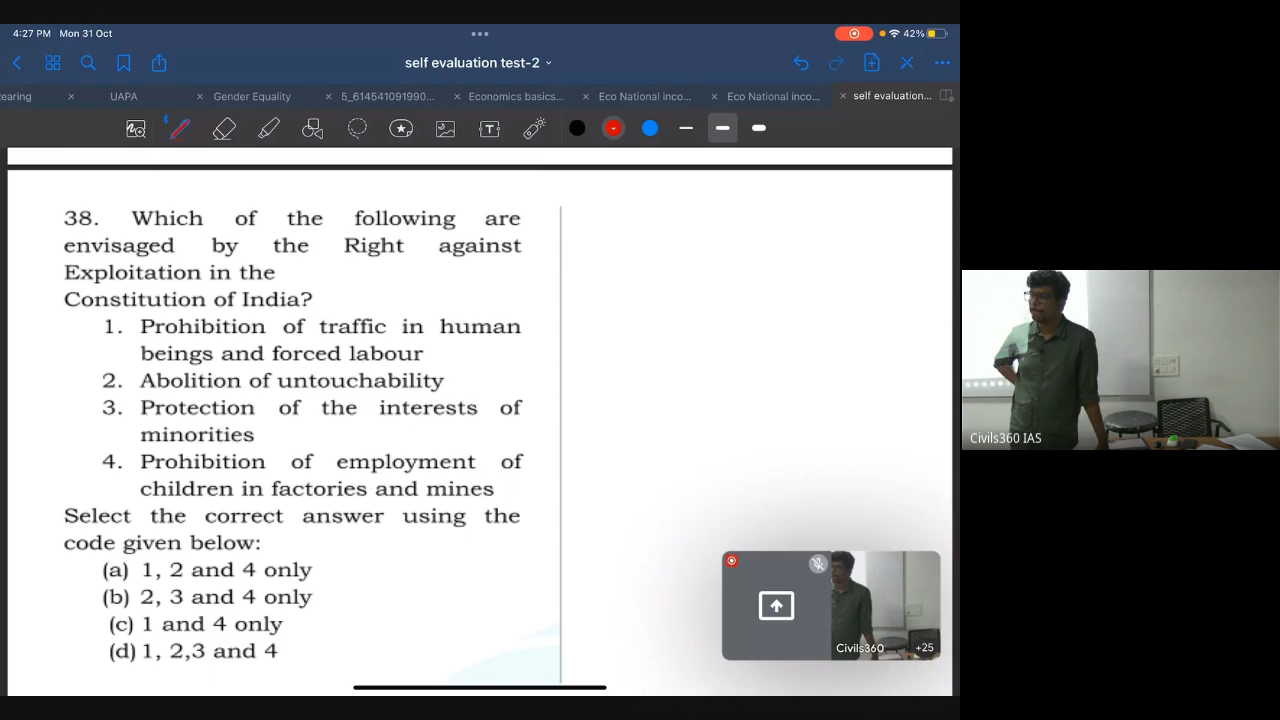 4:27 PM Mon 31 Oct
42%
self evaluation test-2
earing
UAPA
Gender Equality
5_614541091990...
Economics basics...
Eco National inco...
Eco National inco...
self evaluation...
38. Which of the following are
envisaged by the Right against
Exploitation in the
Constitution of India?
1. Prohibition of traffic in human
beings and forced labour
2. Abolition of untouchability
3. Protection of the interests of
minorities
4. Prohibition of employment of
children in factories and mines
Select the correct answer using the
code given below:
(a) 1, 2 and 4 only
(b) 2, 3 and 4 only
(c) 1 and 4 only
(d) 1, 2,3 and 4
Civils360
+25
Civils360 IAS